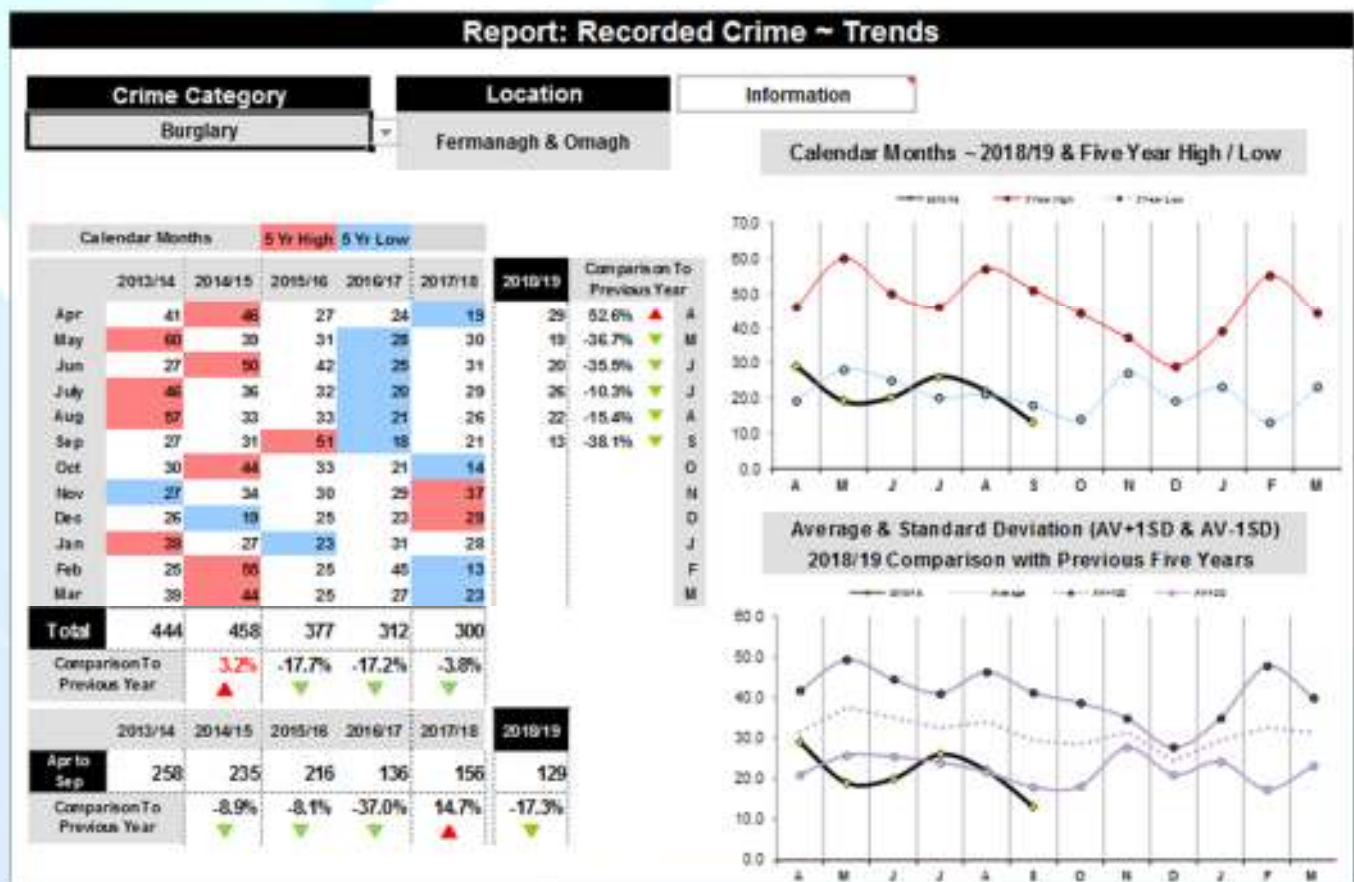 Report: Recorded Crime ~ Trends
Crime Category
Location
Information
Burglary
Fermanagh & Omagh
Calendar Months ~ 2018/19 & Five Year High / Low
Calendar Months 5 Yr High 5 Yr Low
2013/14 2014/15 2015/16 2016/17 2017/18 2018/19 Comparison To Previous Year
Apr 41 46 27 24 19 29 52.6% A
May 60 39 31 28 30 19 -36.7% M
Jun 27 50 42 25 31 20 -35.5% J
July 46 36 32 20 29 26 -10.3% J
Aug 57 33 33 21 26 22 -15.4% A
Sep 27 31 51 18 21 13 -38.1% S
Oct 30 44 33 21 14 O
Nov 27 34 30 29 37 N
Dec 26 19 25 23 29 D
Jan 39 27 23 31 28 J
Feb 25 55 25 45 13 F
Mar 39 44 25 27 23 M
Total 444 458 377 312 300
Comparison To Previous Year 3.2% -17.7% -17.2% -3.8%
2013/14 2014/15 2015/16 2016/17 2017/18 2018/19
Apr to Sep 258 235 216 136 156 129
Comparison To Previous Year -8.9% -8.1% -37.0% 14.7% -17.3%
70.0
60.0
50.0
40.0
30.0
20.0
10.0
0.0
A M J J A S O N D J F M
Average & Standard Deviation (AV+1SD & AV-1SD)
2018/19 Comparison with Previous Five Years
Average
60.0
50.0
40.0
30.0
20.0
10.0
0.0
A M J J A S O N D J F M